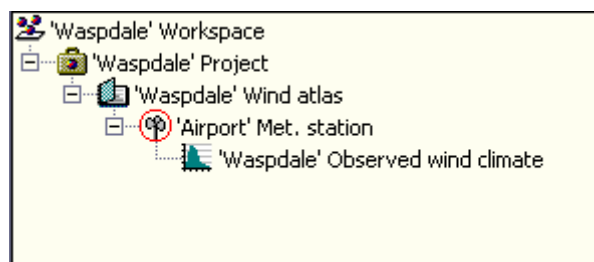 'Waspdale' Workspace
'Waspdale' Project
'Waspdale' Wind atlas
'Airport' Met. station
'Waspdale' Observed wind climate